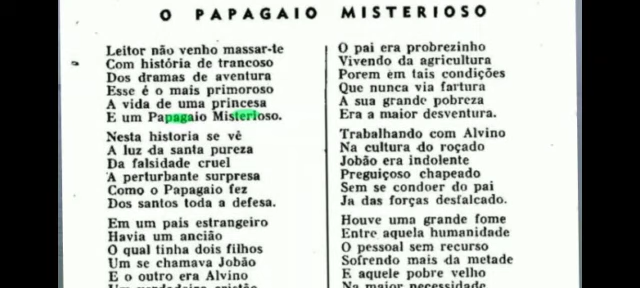 O PAPAGAIO MISTERIOSO
Leitor não venho massar-te
Com história de trancoso
Dos dramas de aventura
Esse é o mais primoroso
A vida de uma princesa
E um Papagaio Misterioso.
Nesta historia se vê
A luz da santa pureza
Da falsidade cruel
A perturbante surpresa
Como o Papagaio fez
Dos santos toda a defesa.
Em um pais estrangeiro
Havia um ancião
O qual tinha dois filhos
Um se chamava Jobão
E o outro era Alvino
O pai era probrezinho
Vivendo da agricultura
Porem em tais condições
Que nunca via fartura
A sua grande pobreza
Era a maior desventura.
Trabalhando com Alvino
Na cultura do roçado
Jobão era indolente
Preguiçoso chapeado
Sem se condoer do pai
Ja das forças desfalcado.
Houve uma grande fome
Entre aquela humanidade
O pessoal sem recurso
Sofrendo mais da metade
E aquele pobre velho
Na maior necessidade